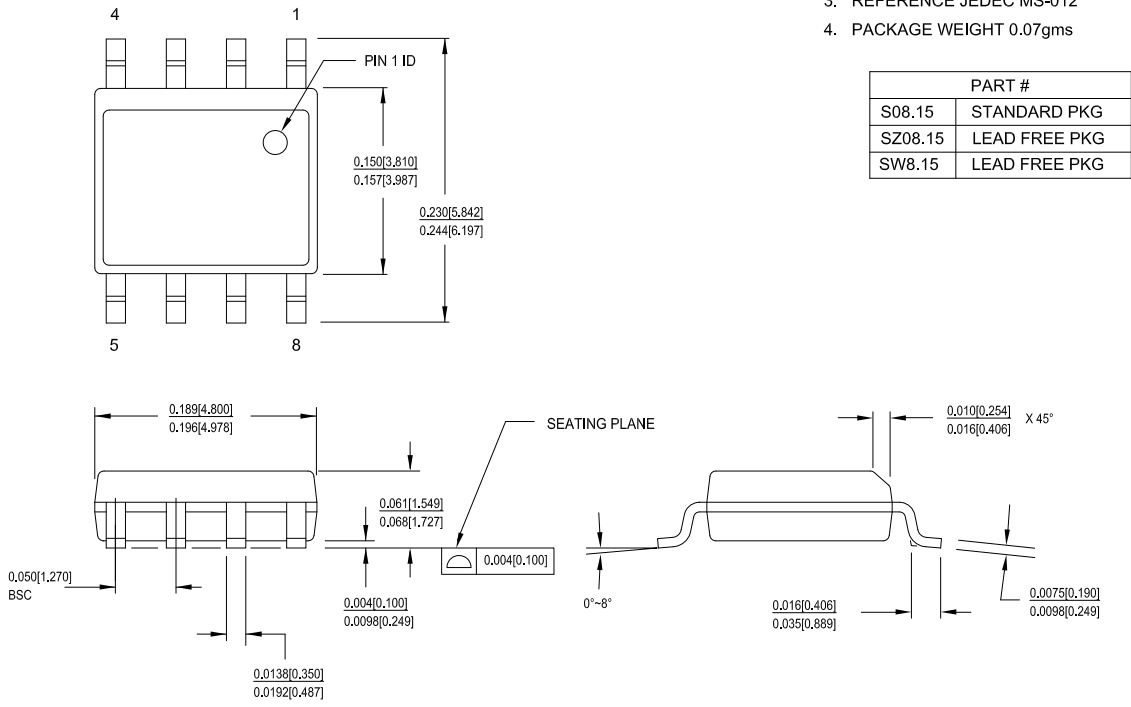 3. REFERENCE JEDEC MS-012
4. PACKAGE WEIGHT 0.07gms
PART #
S08.15 STANDARD PKG
SZ08.15 LEAD FREE PKG
SW8.15 LEAD FREE PKG
4 1
PIN 1 ID
0.150[3.810]
0.157[3.987]
0.230[5.842]
0.244[6.197]
5 8
0.189[4.800]
0.196[4.978]
SEATING PLANE
0.010[0.254]
0.016[0.406]
X 45°
0.061[1.549]
0.068[1.727]
0.004[0.100]
0.050[1.270]
BSC
0.004[0.100]
0.0098[0.249]
0°~8°
0.016[0.406]
0.035[0.889]
0.0075[0.190]
0.0098[0.249]
0.0138[0.350]
0.0192[0.487]